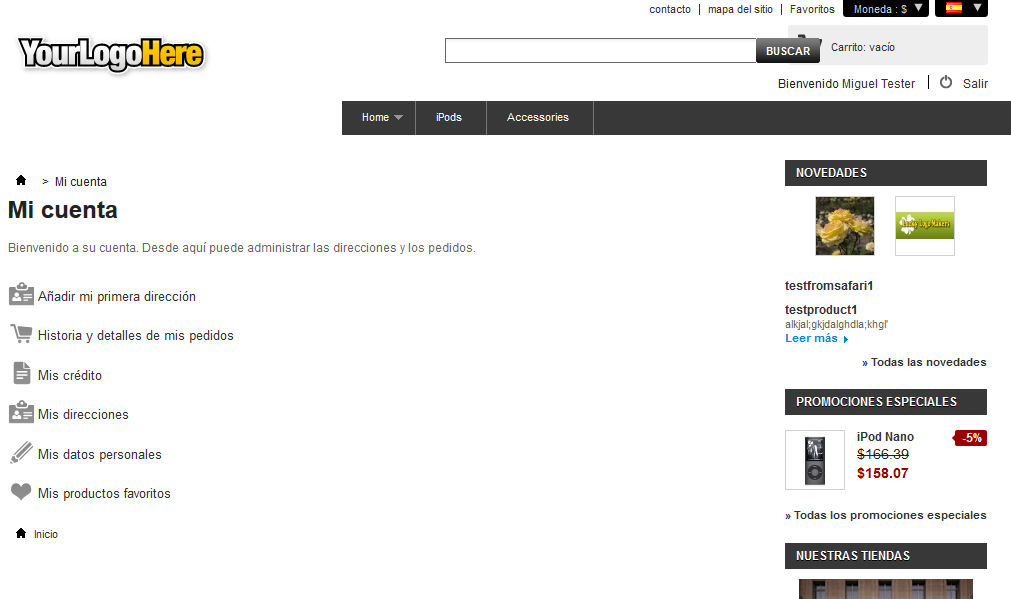 contacto | mapa del sitio | Favoritos Moneda : $
YourLogoHere
BUSCAR
Carrito: vacío
Bienvenido Miguel Tester | Salir
Home iPods Accessories
> Mi cuenta
Mi cuenta
Bienvenido a su cuenta. Desde aquí puede administrar las direcciones y los pedidos.
Añadir mi primera dirección
Historia y detalles de mis pedidos
Mis crédito
Mis direcciones
Mis datos personales
Mis productos favoritos
Inicio
NOVEDADES
testfromsafari1
testproduct1
alkjal;gkjdalghdla;khgl'
Leer más
» Todas las novedades
PROMOCIONES ESPECIALES
iPod Nano -5%
$166.39
$158.07
» Todas los promociones especiales
NUESTRAS TIENDAS